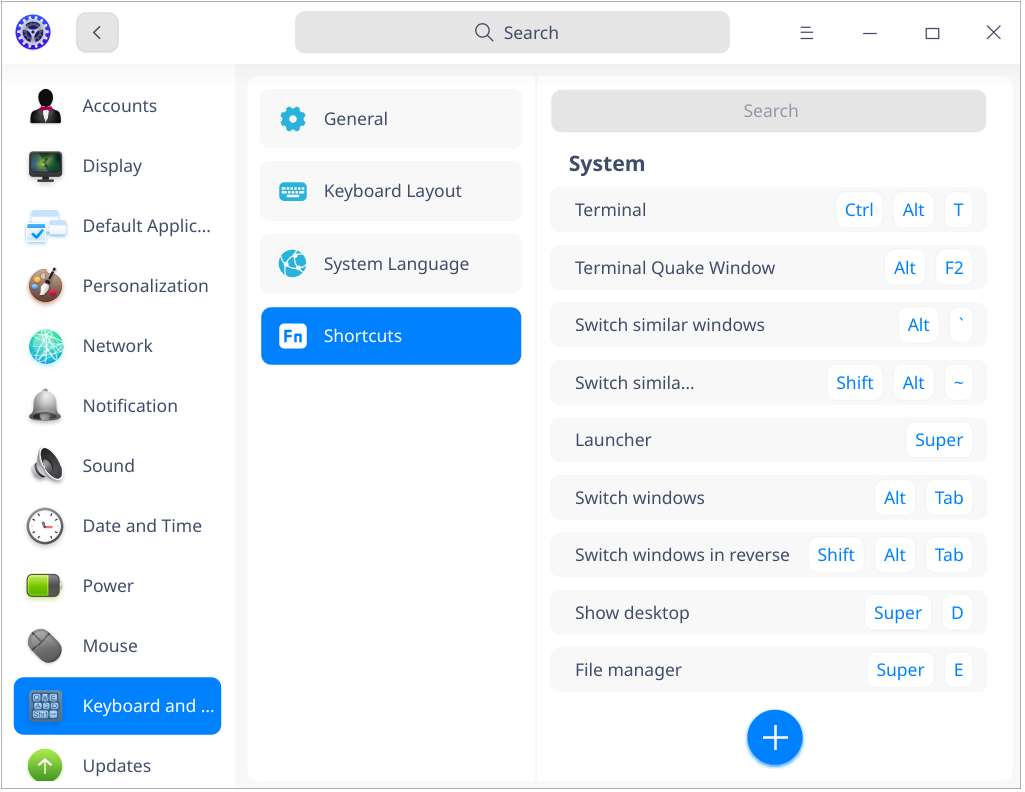 Search
Accounts
Display
Default Applic...
Personalization
Network
Notification
Sound
Date and Time
Power
Mouse
Keyboard and ...
Updates
General
Keyboard Layout
System Language
Fn Shortcuts
Search
System
Terminal Ctrl Alt T
Terminal Quake Window Alt F2
Switch similar windows Alt `
Switch simila... Shift Alt ~
Launcher Super
Switch windows Alt Tab
Switch windows in reverse Shift Alt Tab
Show desktop Super D
File manager Super E